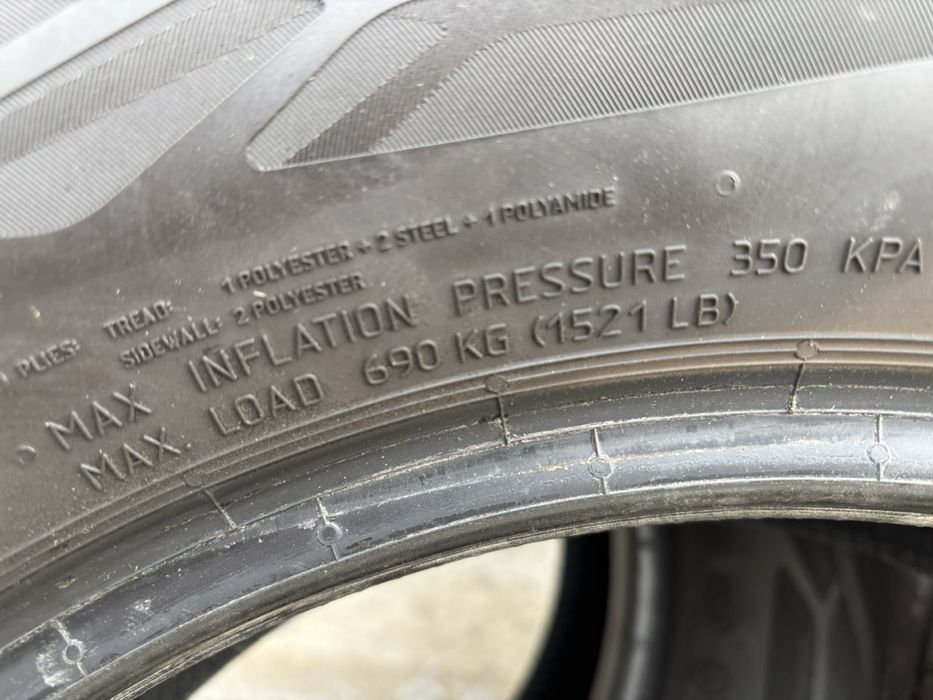 PLIES: TREAD: 1 POLYESTER + 2 STEEL + 1 POLYAMIDE
SIDEWALL: 2 POLYESTER
MAX INFLATION PRESSURE 350 KPA
MAX. LOAD 690 KG (1521 LB)